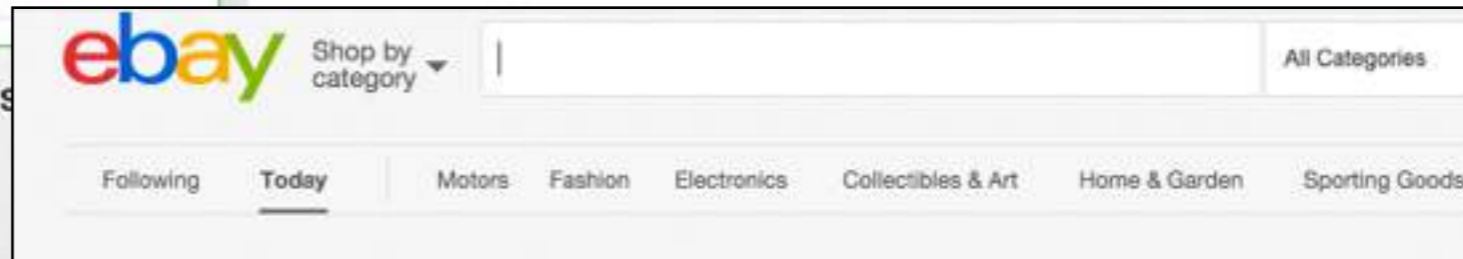 ebay
Shop by
category
All Categories
Following Today Motors Fashion Electronics Collectibles & Art Home & Garden Sporting Goods